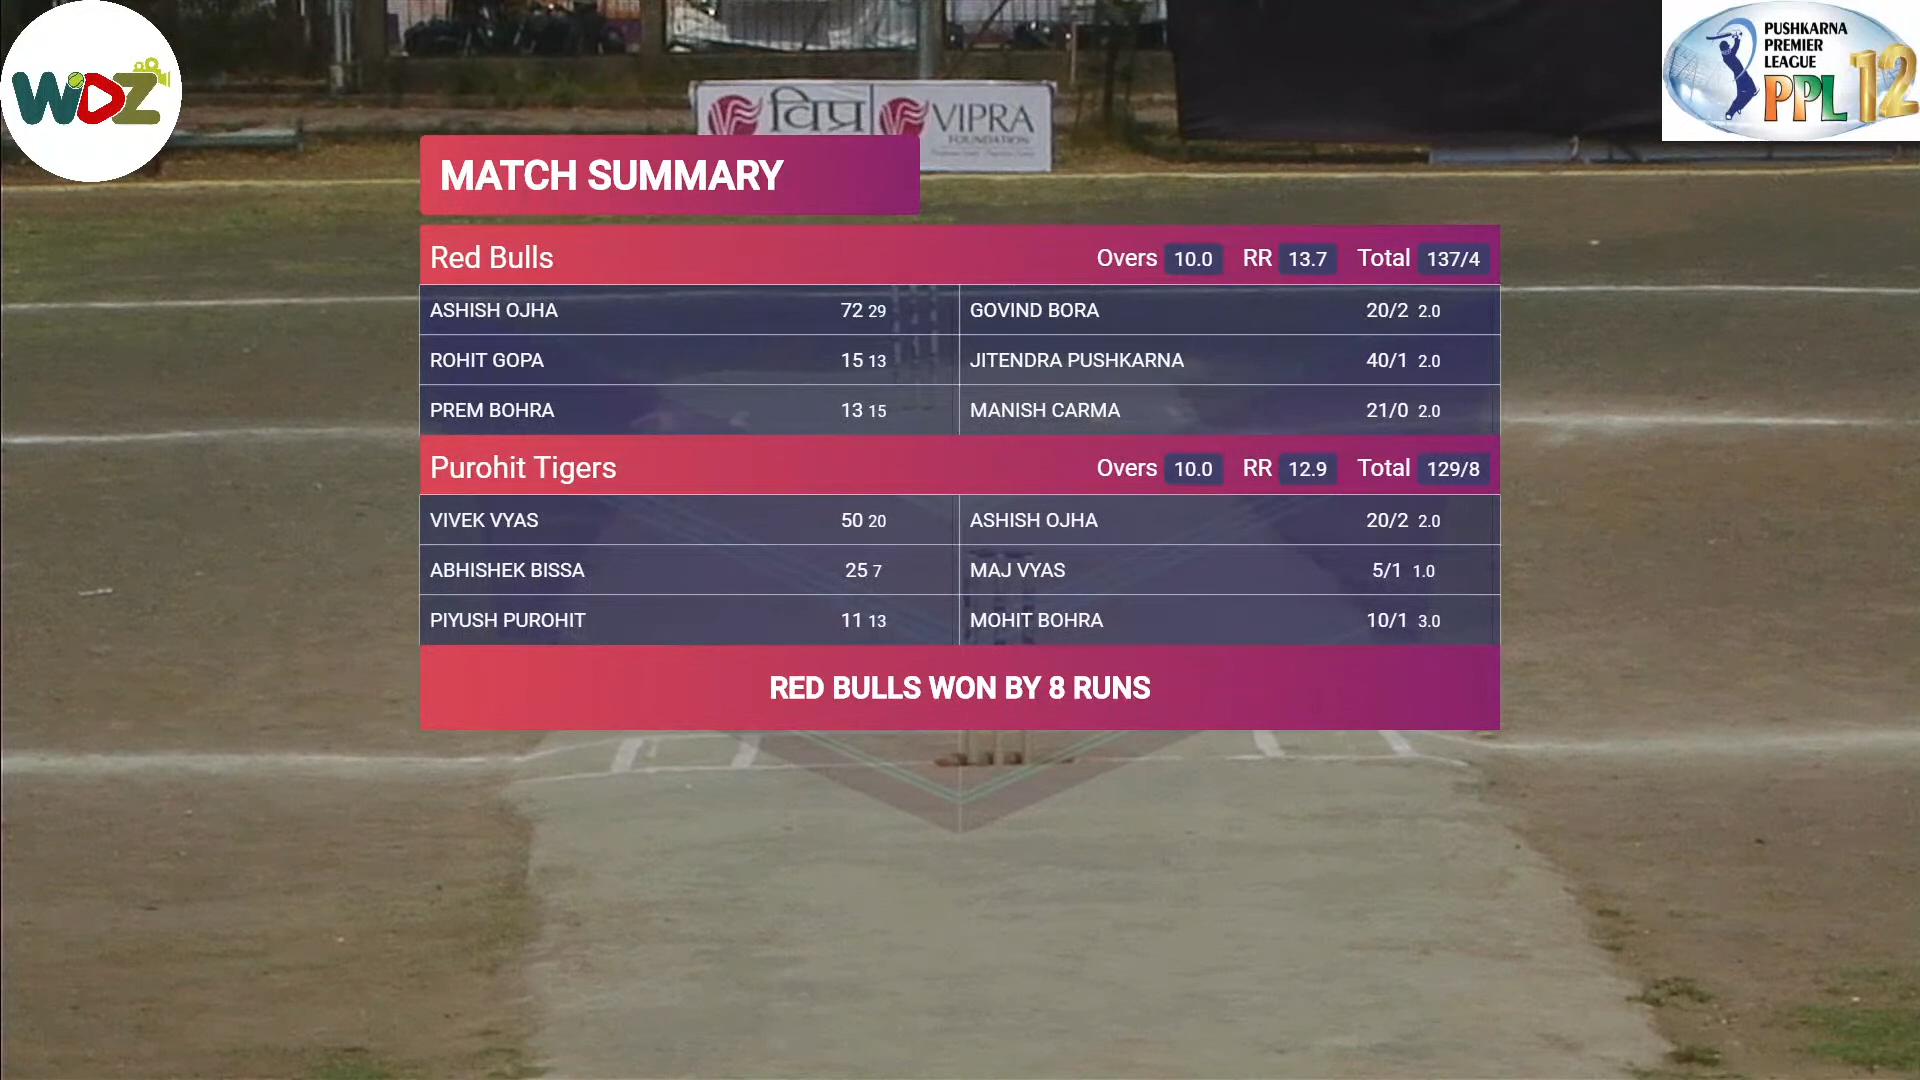 WDZ
PUSHKARNA
PREMIER
LEAGUE
PPL 12
विप्र
VIPRA
FOUNDATION
MATCH SUMMARY
Red Bulls Overs 10.0 RR 13.7 Total 137/4
ASHISH OJHA 72 29 GOVIND BORA 20/2 2.0
ROHIT GOPA 15 13 JITENDRA PUSHKARNA 40/1 2.0
PREM BOHRA 13 15 MANISH CARMA 21/0 2.0
Purohit Tigers Overs 10.0 RR 12.9 Total 129/8
VIVEK VYAS 50 20 ASHISH OJHA 20/2 2.0
ABHISHEK BISSA 25 7 MAJ VYAS 5/1 1.0
PIYUSH PUROHIT 11 13 MOHIT BOHRA 10/1 3.0
RED BULLS WON BY 8 RUNS